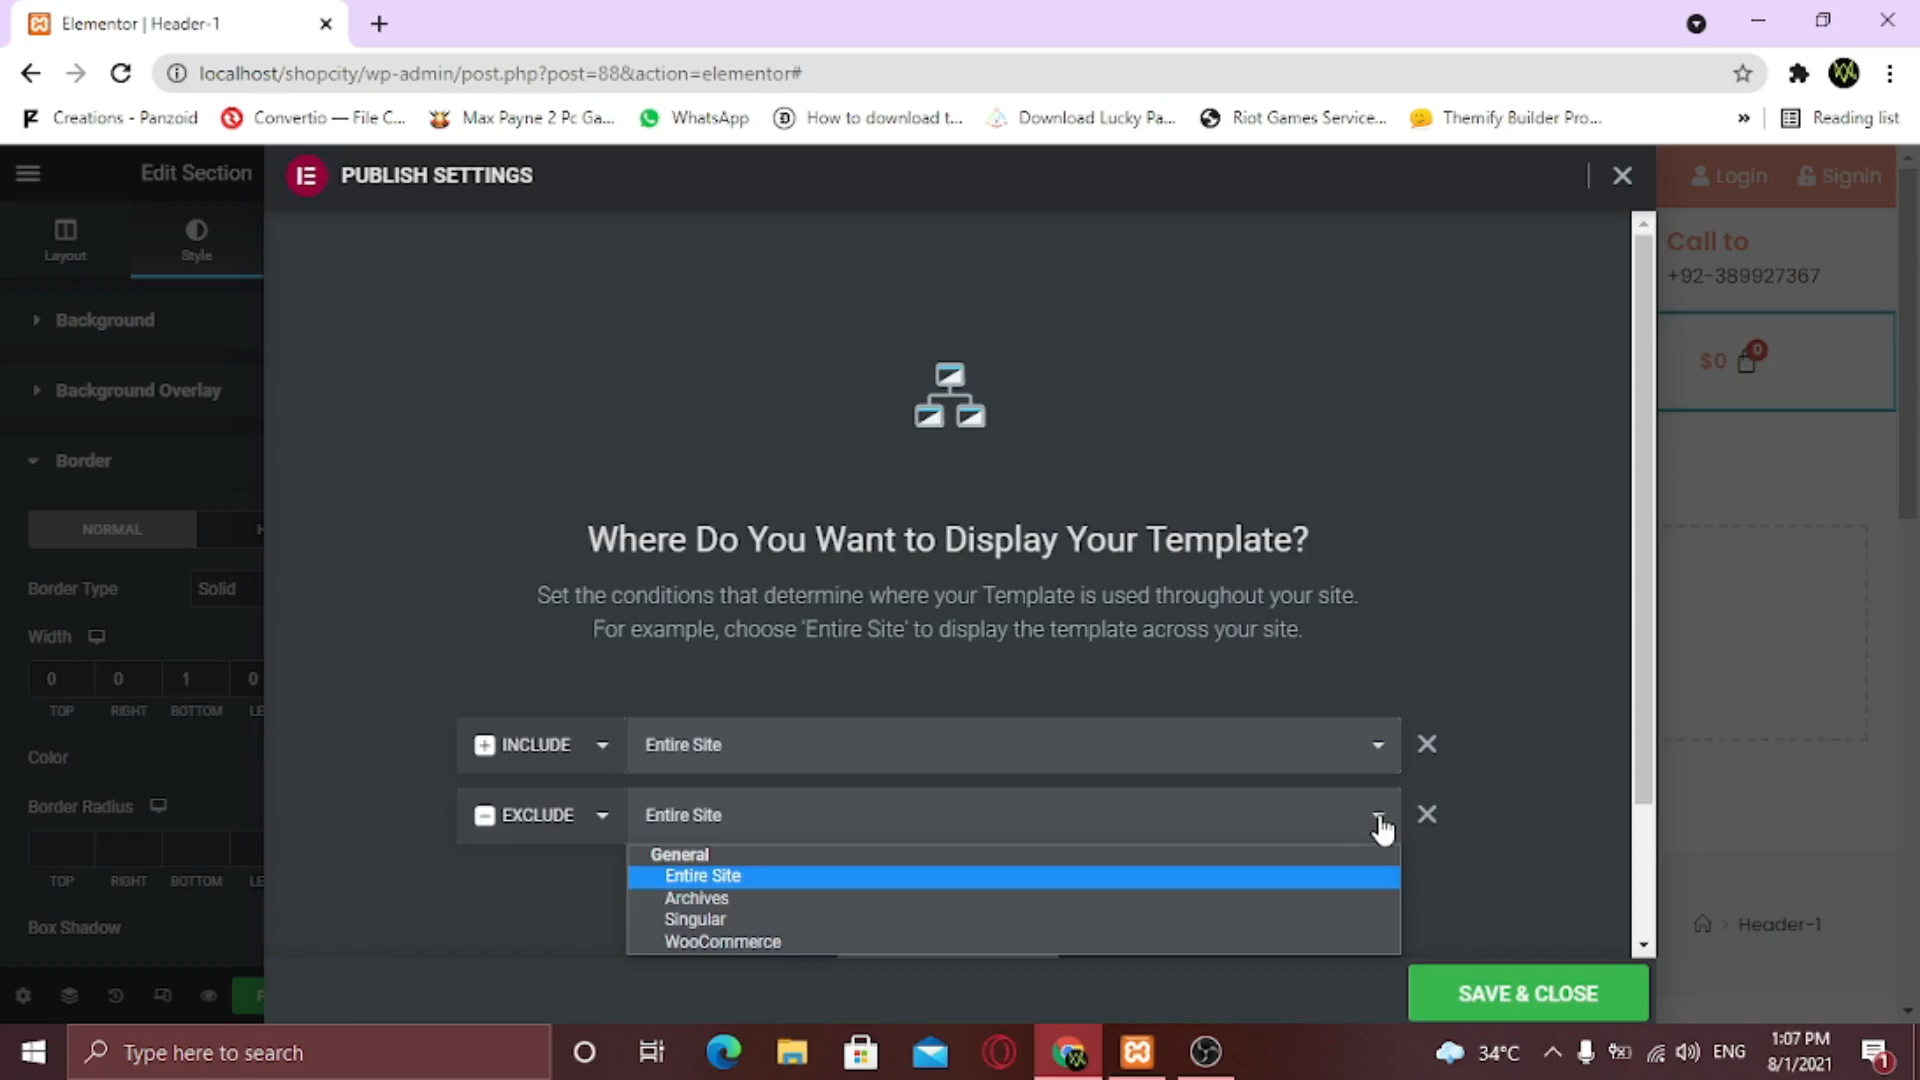 Elementor | Header-1
localhost/shopcity/wp-admin/post.php?post=88&action=elementor#
Creations - Panzoid
Convertio — File C...
Max Payne 2 Pc Ga...
WhatsApp
How to download t...
Download Lucky Pa...
Riot Games Service...
Themify Builder Pro...
»
Reading list
Edit Section
PUBLISH SETTINGS
Login
Signin
Layout
Style
Call to
+92-389927367
Background
$0
0
Background Overlay
Border
NORMAL
Where Do You Want to Display Your Template?
Border Type
Solid
Set the conditions that determine where your Template is used throughout your site.
For example, choose 'Entire Site' to display the template across your site.
Width
0 0 1 0
TOP RIGHT BOTTOM LE
INCLUDE
Entire Site
Color
Border Radius
EXCLUDE
Entire Site
General
Entire Site
Archives
Singular
WooCommerce
TOP RIGHT BOTTOM LE
Box Shadow
Header-1
SAVE & CLOSE
Type here to search
34°C
ENG
1:07 PM
8/1/2021
1